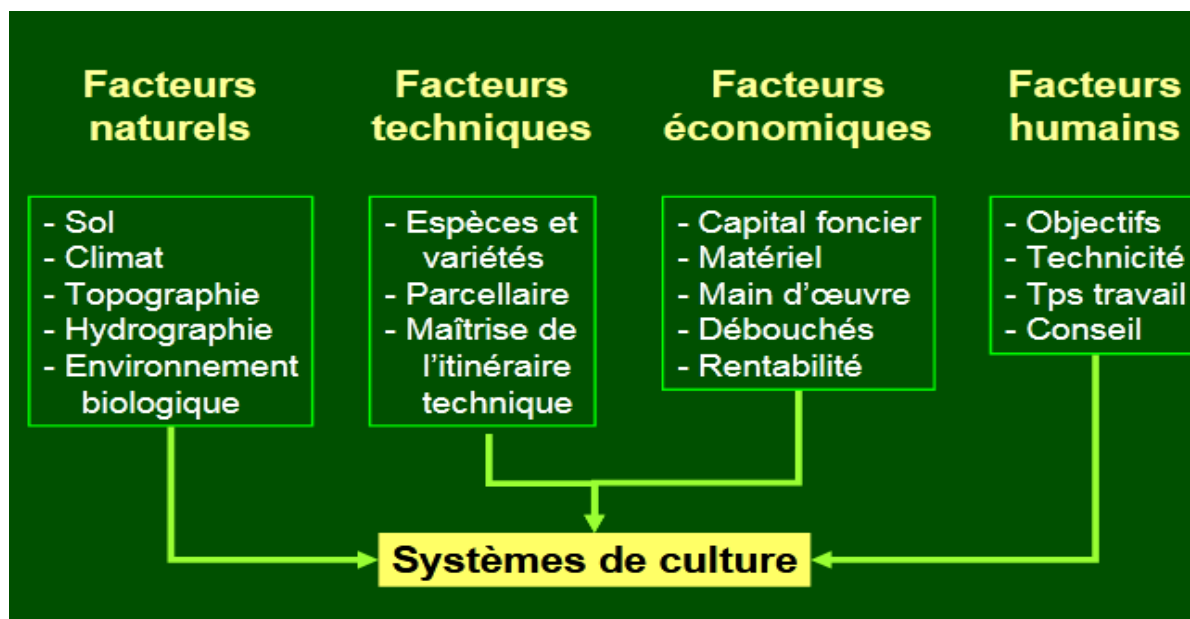 Facteurs
naturels
- Sol
- Climat
- Topographie
- Hydrographie
- Environnement
biologique
Facteurs
techniques
- Espèces et
variétés
- Parcellaire
- Maîtrise de
l'itinéraire
technique
Facteurs
économiques
- Capital foncier
- Matériel
- Main d'œuvre
- Débouchés
- Rentabilité
Facteurs
humains
- Objectifs
- Technicité
- Tps travail
- Conseil
Systèmes de culture